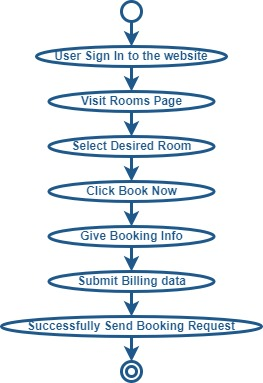 User Sign In to the website
Visit Rooms Page
Select Desired Room
Click Book Now
Give Booking Info
Submit Billing data
Successfully Send Booking Request